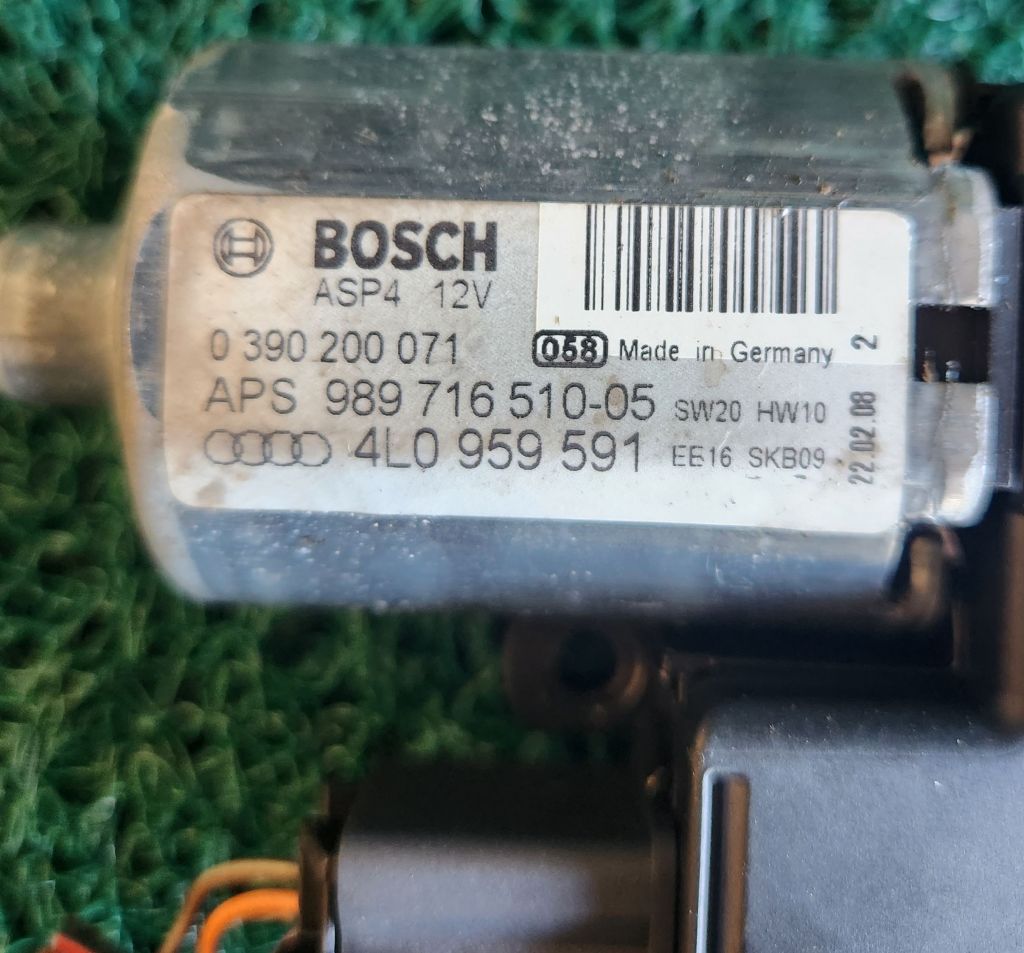 BOSCH
ASP4 12V
0 390 200 071 058 Made in Germany
APS 989 716 510-05 SW20 HW10
4L0 959 591 EE16 SKB09
22.02.08 2